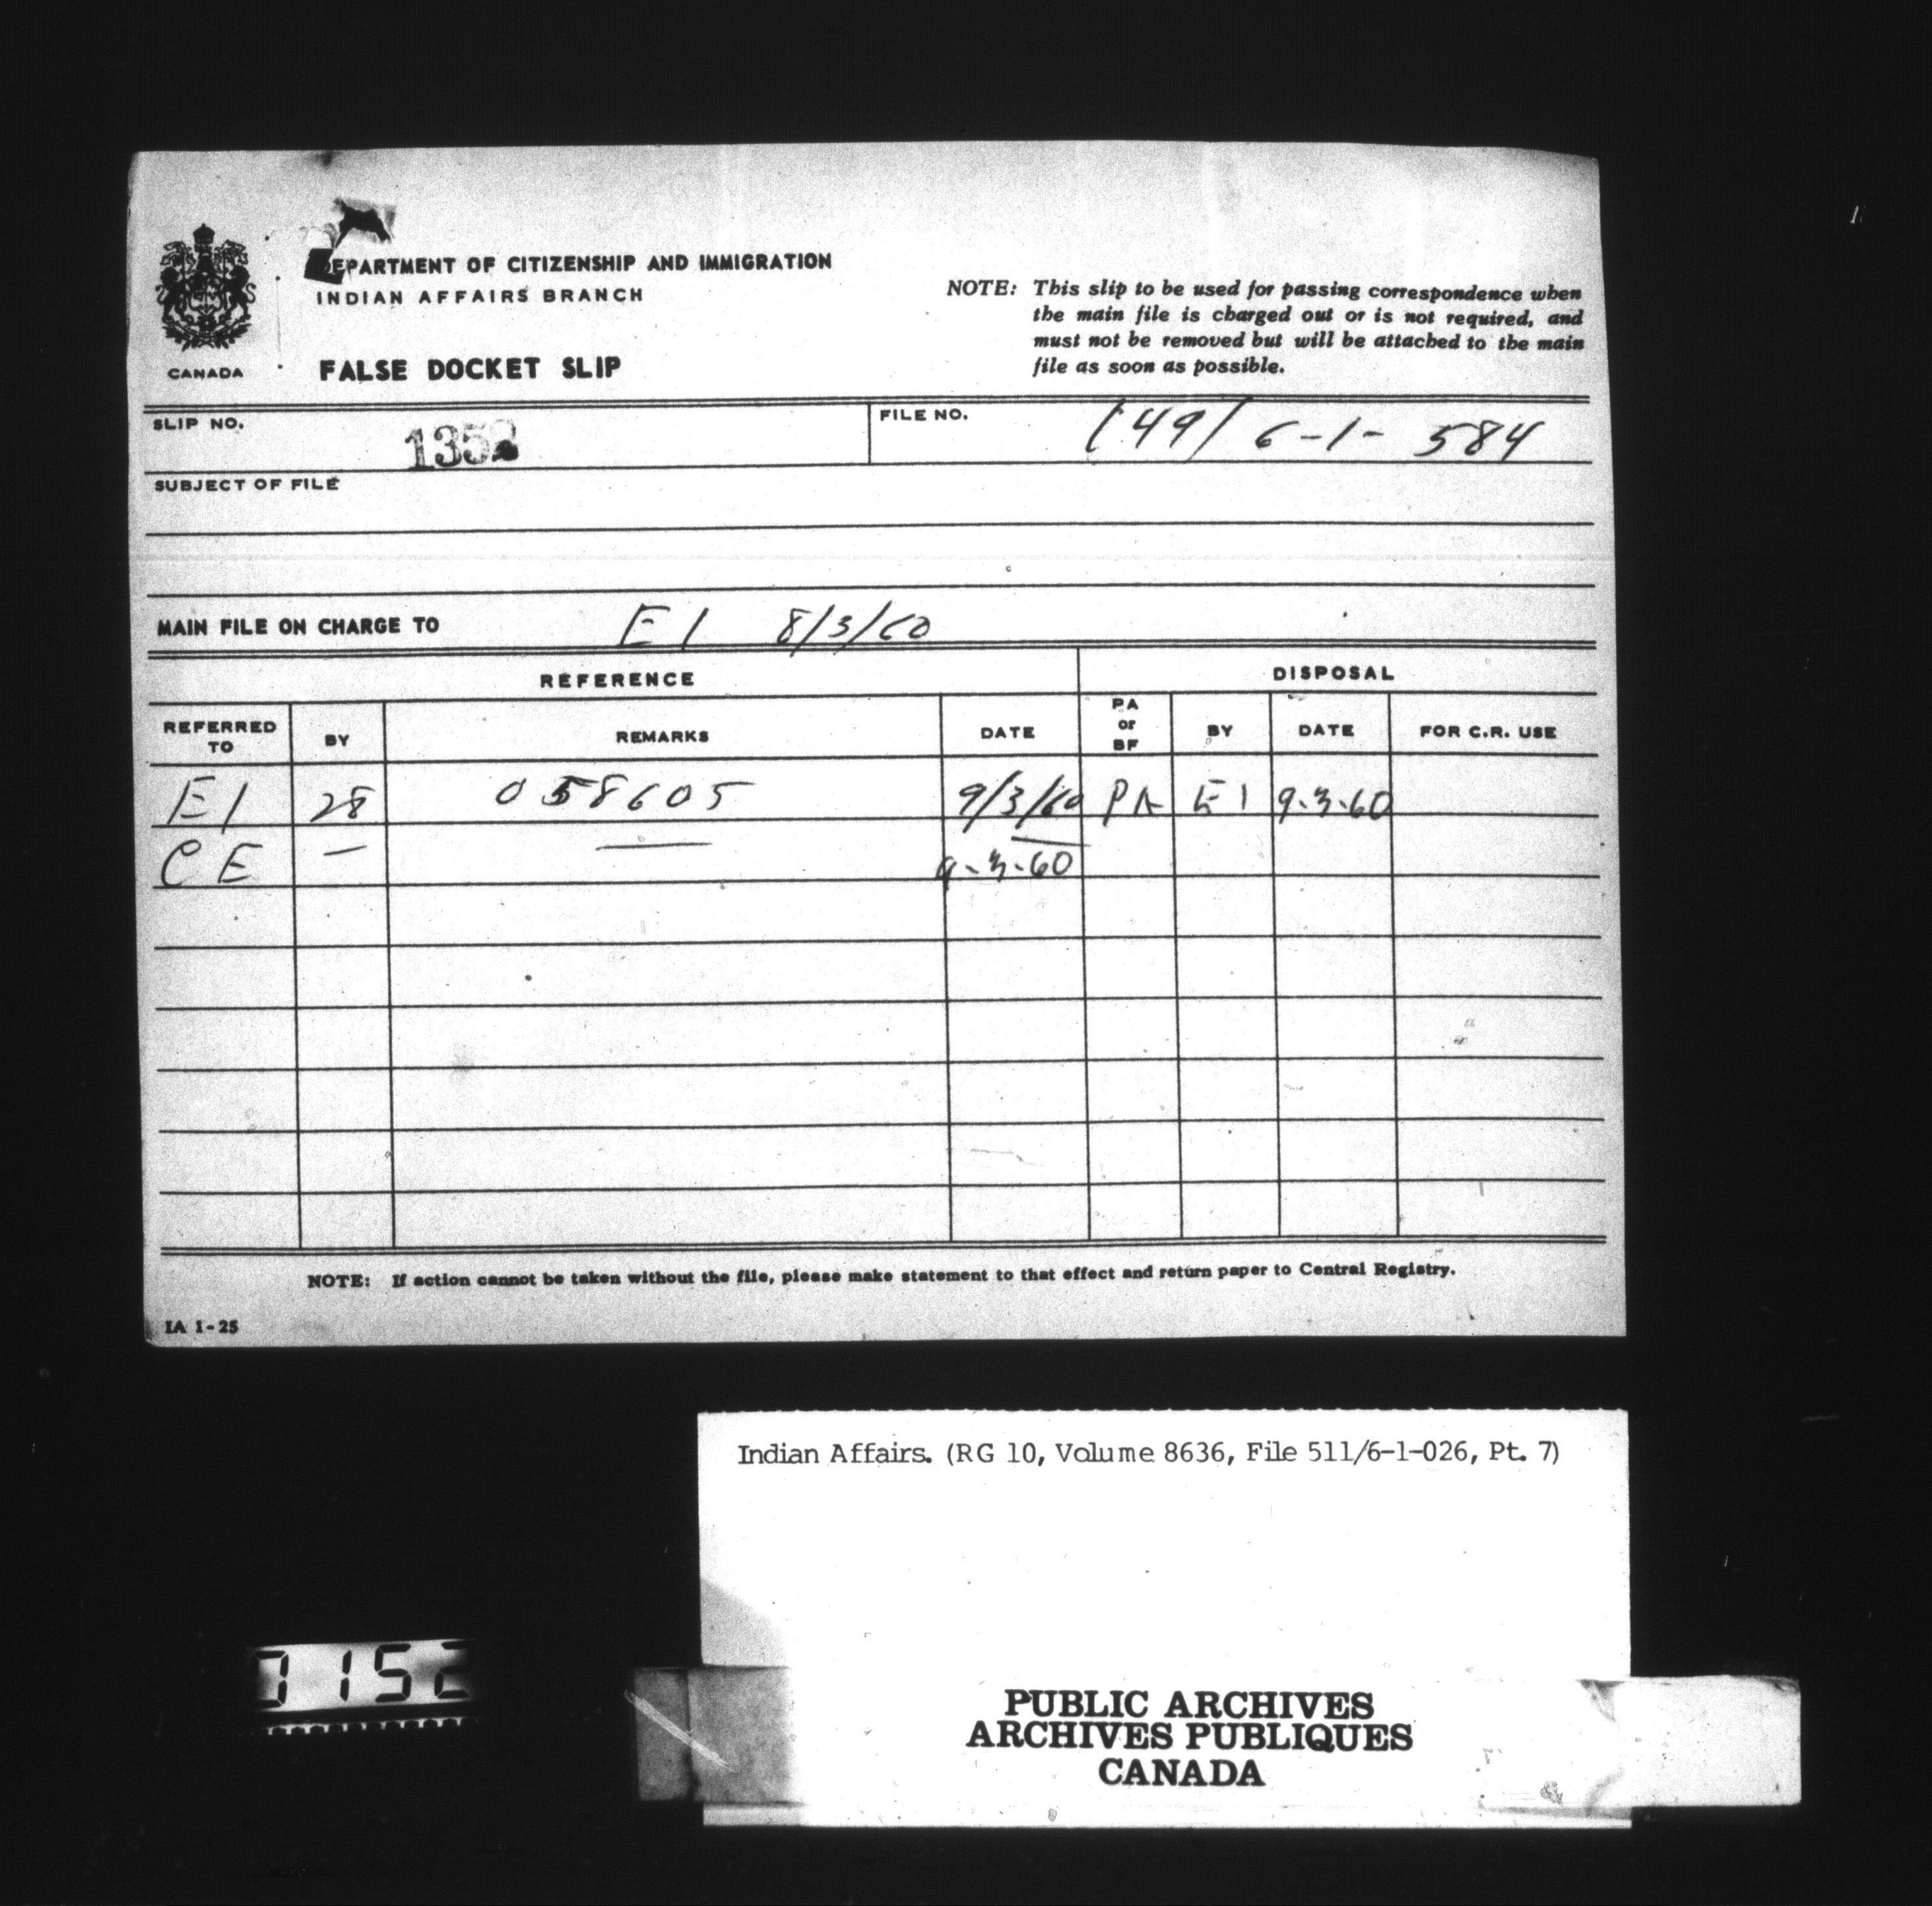 DEPARTMENT OF CITIZENSHIP AND IMMIGRATION
INDIAN AFFAIRS BRANCH
CANADA
FALSE DOCKET SLIP
NOTE: This slip to be used for passing correspondence when
the main file is charged out or is not required, and
must not be removed but will be attached to the main
file as soon as possible.
SLIP NO. 1352
FILE NO. (49/ 6-1- 584
SUBJECT OF FILE
MAIN FILE ON CHARGE TO E1 8/3/60
REFERENCE DISPOSAL
REFERRED TO BY REMARKS DATE PA or BF BY DATE FOR C.R. USE
E1 28 058605 9/3/60 PA E1 9.3.60
C E — — 9.3.60
NOTE: If action cannot be taken without the file, please make statement to that effect and return paper to Central Registry.
IA 1-25
Indian Affairs. (RG 10, Volume 8636, File 511/6-1-026, Pt. 7)
7152
PUBLIC ARCHIVES
ARCHIVES PUBLIQUES
CANADA